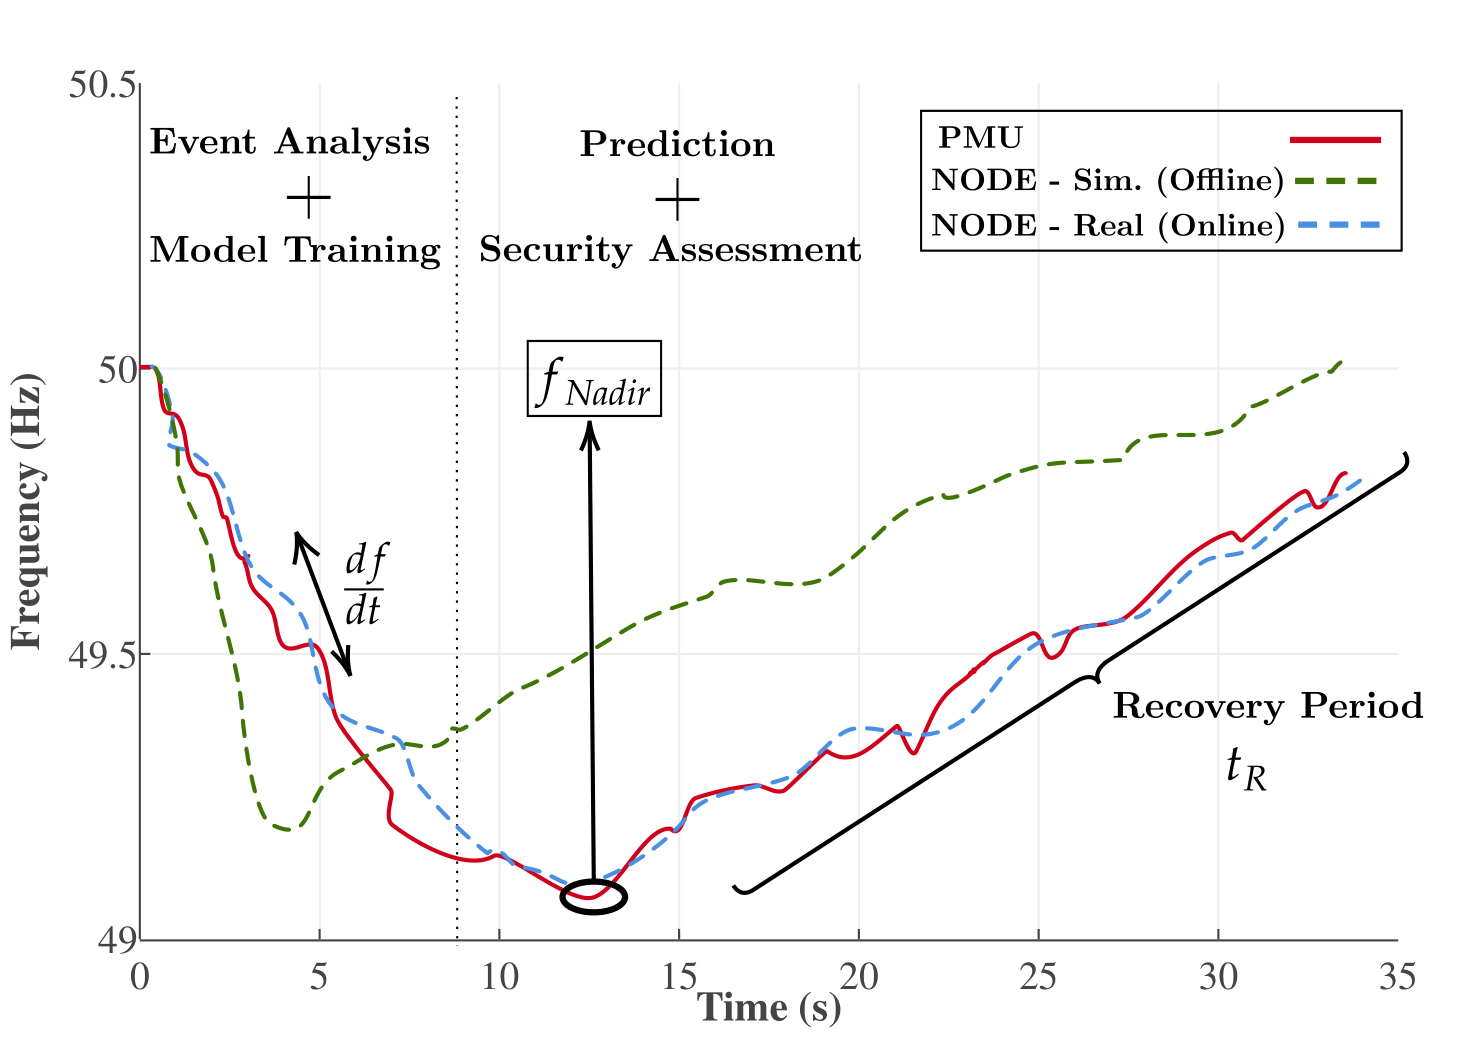 50.5
Event Analysis
+
Model Training
Prediction
+
Security Assessment
PMU
NODE - Sim. (Offline)
NODE - Real (Online)
50
f Nadir
df
dt
49.5
Recovery Period
t R
49
0 5 10 15 20 25 30 35
Time (s)
Frequency (Hz)